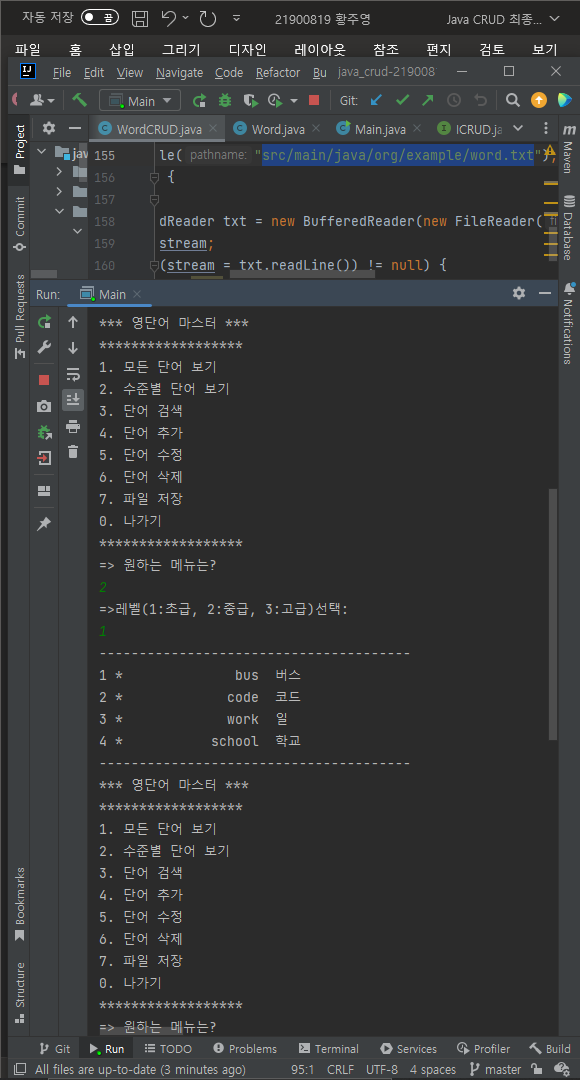 자동 저장 끔 21900819 황주영 Java CRUD 최종...
파일 홈 삽입 그리기 디자인 레이아웃 참조 편지 검토 보기
IJ File Edit View Navigate Code Refactor Bu java_crud-219008
Main Git:
Project WordCRUD.java Word.java Main.java ICRUD.ja m
jav 155 le( pathname: "src/main/java/org/example/word.txt");
156 {
157
158 dReader txt = new BufferedReader(new FileReader(
159 stream;
160 (stream = txt.readLine()) != null) {
Commit
Pull Requests
Maven
Database
Notifications
Run: Main
*** 영단어 마스터 ***
******************
1. 모든 단어 보기
2. 수준별 단어 보기
3. 단어 검색
4. 단어 추가
5. 단어 수정
6. 단어 삭제
7. 파일 저장
0. 나가기
******************
=> 원하는 메뉴는?
2
=>레벨(1:초급, 2:중급, 3:고급)선택:
1
---------------------------------------
1 * bus 버스
2 * code 코드
3 * work 일
4 * school 학교
---------------------------------------
*** 영단어 마스터 ***
******************
1. 모든 단어 보기
2. 수준별 단어 보기
3. 단어 검색
4. 단어 추가
5. 단어 수정
6. 단어 삭제
7. 파일 저장
0. 나가기
******************
=> 원하는 메뉴는?
Bookmarks
Structure
Git Run TODO Problems Terminal Services Profiler Build
All files are up-to-date (3 minutes ago) 95:1 CRLF UTF-8 4 spaces master